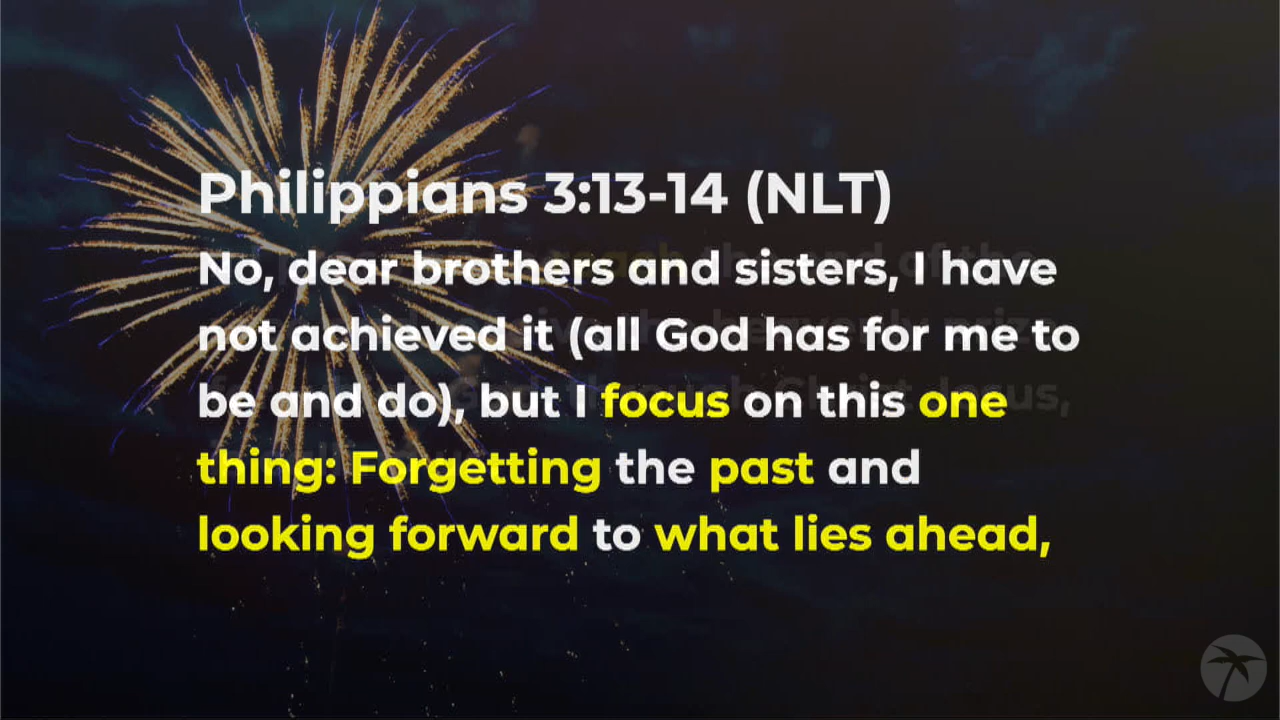 Philippians 3:13-14 (NLT)
No, dear brothers and sisters, I have
not achieved it (all God has for me to
be and do), but I focus on this one
thing: Forgetting the past and
looking forward to what lies ahead,